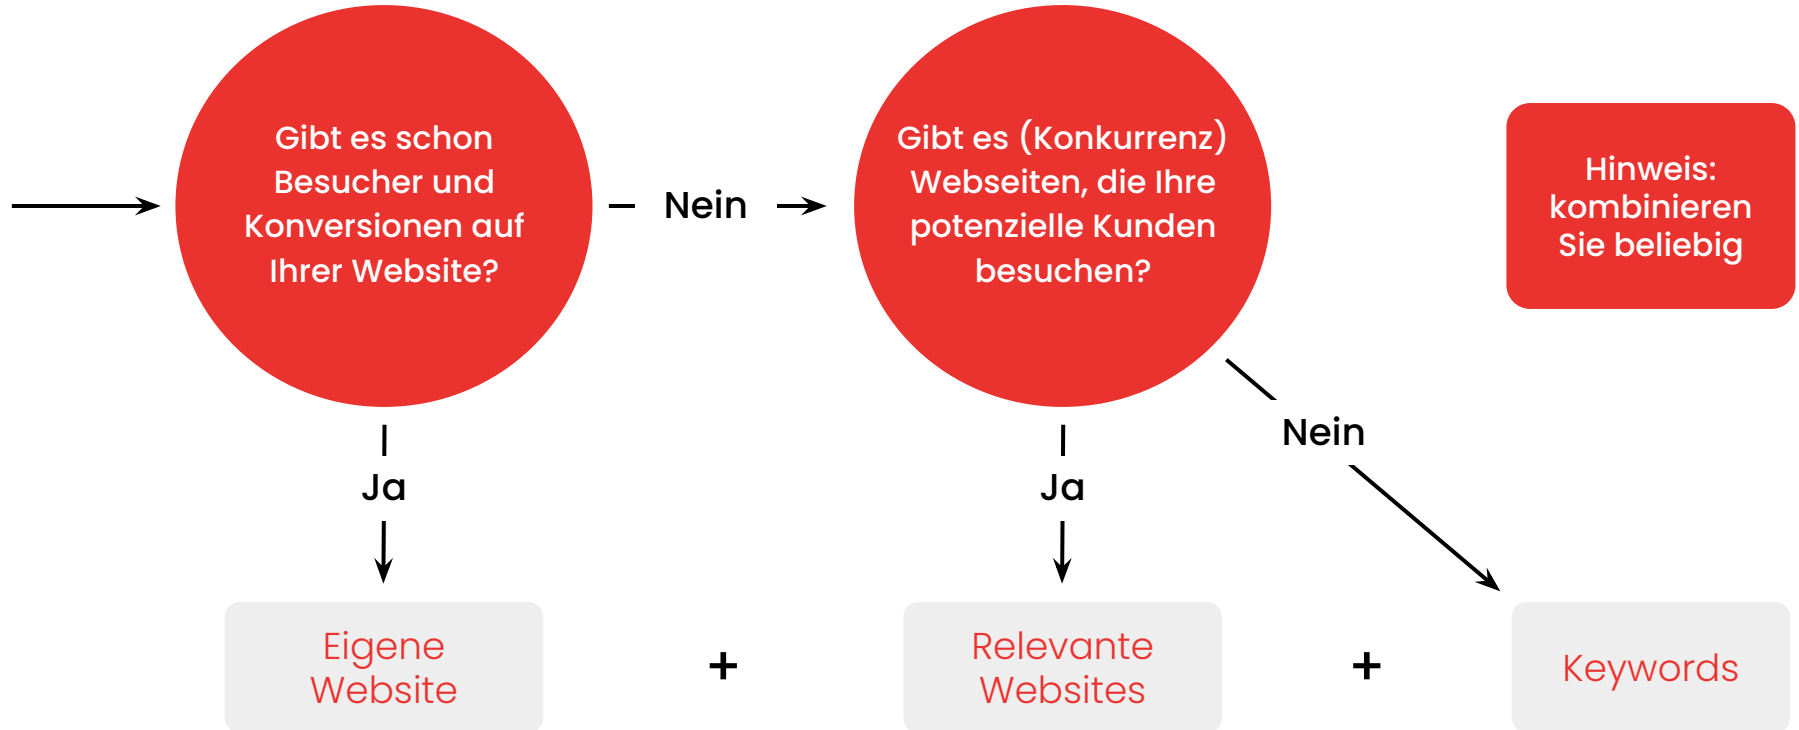 Gibt es schon
Besucher und
Konversionen auf
Ihrer Website?
Nein
Gibt es (Konkurrenz)
Webseiten, die Ihre
potenzielle Kunden
besuchen?
Hinweis:
kombinieren
Sie beliebig
Nein
Ja
Ja
Eigene
Website
+
Relevante
Websites
+
Keywords